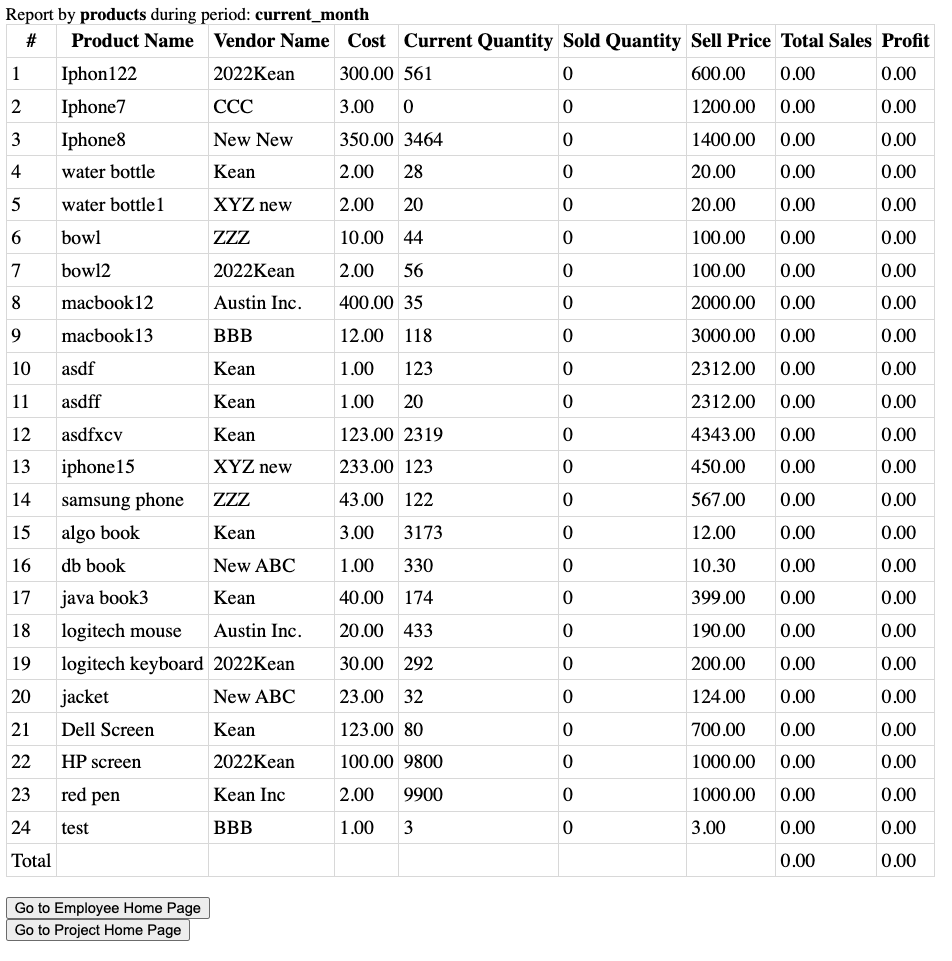 Report by products during period: current_month
# Product Name Vendor Name Cost Current Quantity Sold Quantity Sell Price Total Sales Profit
1 Iphon122 2022Kean 300.00 561 0 600.00 0.00 0.00
2 Iphone7 CCC 3.00 0 0 1200.00 0.00 0.00
3 Iphone8 New New 350.00 3464 0 1400.00 0.00 0.00
4 water bottle Kean 2.00 28 0 20.00 0.00 0.00
5 water bottle1 XYZ new 2.00 20 0 20.00 0.00 0.00
6 bowl ZZZ 10.00 44 0 100.00 0.00 0.00
7 bowl2 2022Kean 2.00 56 0 100.00 0.00 0.00
8 macbook12 Austin Inc. 400.00 35 0 2000.00 0.00 0.00
9 macbook13 BBB 12.00 118 0 3000.00 0.00 0.00
10 asdf Kean 1.00 123 0 2312.00 0.00 0.00
11 asdff Kean 1.00 20 0 2312.00 0.00 0.00
12 asdfxcv Kean 123.00 2319 0 4343.00 0.00 0.00
13 iphone15 XYZ new 233.00 123 0 450.00 0.00 0.00
14 samsung phone ZZZ 43.00 122 0 567.00 0.00 0.00
15 algo book Kean 3.00 3173 0 12.00 0.00 0.00
16 db book New ABC 1.00 330 0 10.30 0.00 0.00
17 java book3 Kean 40.00 174 0 399.00 0.00 0.00
18 logitech mouse Austin Inc. 20.00 433 0 190.00 0.00 0.00
19 logitech keyboard 2022Kean 30.00 292 0 200.00 0.00 0.00
20 jacket New ABC 23.00 32 0 124.00 0.00 0.00
21 Dell Screen Kean 123.00 80 0 700.00 0.00 0.00
22 HP screen 2022Kean 100.00 9800 0 1000.00 0.00 0.00
23 red pen Kean Inc 2.00 9900 0 1000.00 0.00 0.00
24 test BBB 1.00 3 0 3.00 0.00 0.00
Total 0.00 0.00
Go to Employee Home Page
Go to Project Home Page